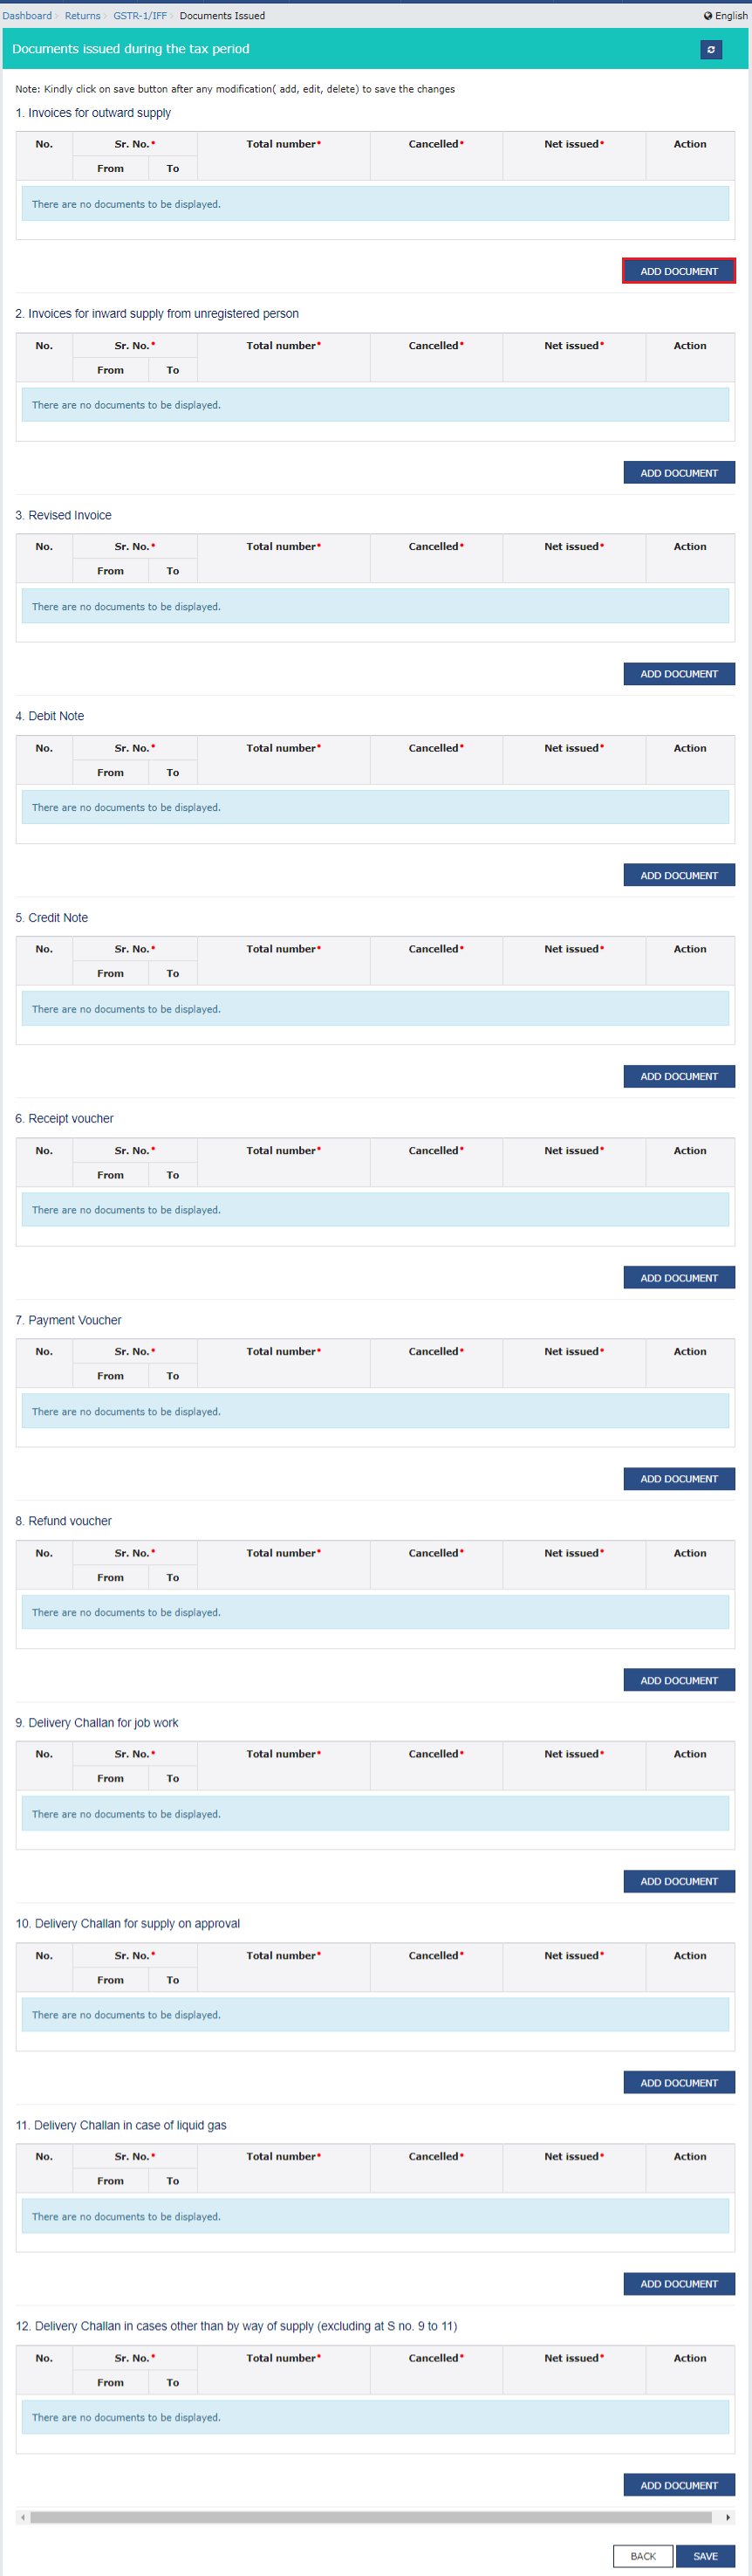 Dashboard > Returns > GSTR-1/IFF > Documents Issued English
Documents issued during the tax period
Note: Kindly click on save button after any modification( add, edit, delete) to save the changes
1. Invoices for outward supply
No. Sr. No.* Total number* Cancelled* Net issued* Action
From To
There are no documents to be displayed.
ADD DOCUMENT
2. Invoices for inward supply from unregistered person
No. Sr. No.* Total number* Cancelled* Net issued* Action
From To
There are no documents to be displayed.
ADD DOCUMENT
3. Revised Invoice
No. Sr. No.* Total number* Cancelled* Net issued* Action
From To
There are no documents to be displayed.
ADD DOCUMENT
4. Debit Note
No. Sr. No.* Total number* Cancelled* Net issued* Action
From To
There are no documents to be displayed.
ADD DOCUMENT
5. Credit Note
No. Sr. No.* Total number* Cancelled* Net issued* Action
From To
There are no documents to be displayed.
ADD DOCUMENT
6. Receipt voucher
No. Sr. No.* Total number* Cancelled* Net issued* Action
From To
There are no documents to be displayed.
ADD DOCUMENT
7. Payment Voucher
No. Sr. No.* Total number* Cancelled* Net issued* Action
From To
There are no documents to be displayed.
ADD DOCUMENT
8. Refund voucher
No. Sr. No.* Total number* Cancelled* Net issued* Action
From To
There are no documents to be displayed.
ADD DOCUMENT
9. Delivery Challan for job work
No. Sr. No.* Total number* Cancelled* Net issued* Action
From To
There are no documents to be displayed.
ADD DOCUMENT
10. Delivery Challan for supply on approval
No. Sr. No.* Total number* Cancelled* Net issued* Action
From To
There are no documents to be displayed.
ADD DOCUMENT
11. Delivery Challan in case of liquid gas
No. Sr. No.* Total number* Cancelled* Net issued* Action
From To
There are no documents to be displayed.
ADD DOCUMENT
12. Delivery Challan in cases other than by way of supply (excluding at S no. 9 to 11)
No. Sr. No.* Total number* Cancelled* Net issued* Action
From To
There are no documents to be displayed.
ADD DOCUMENT
BACK SAVE